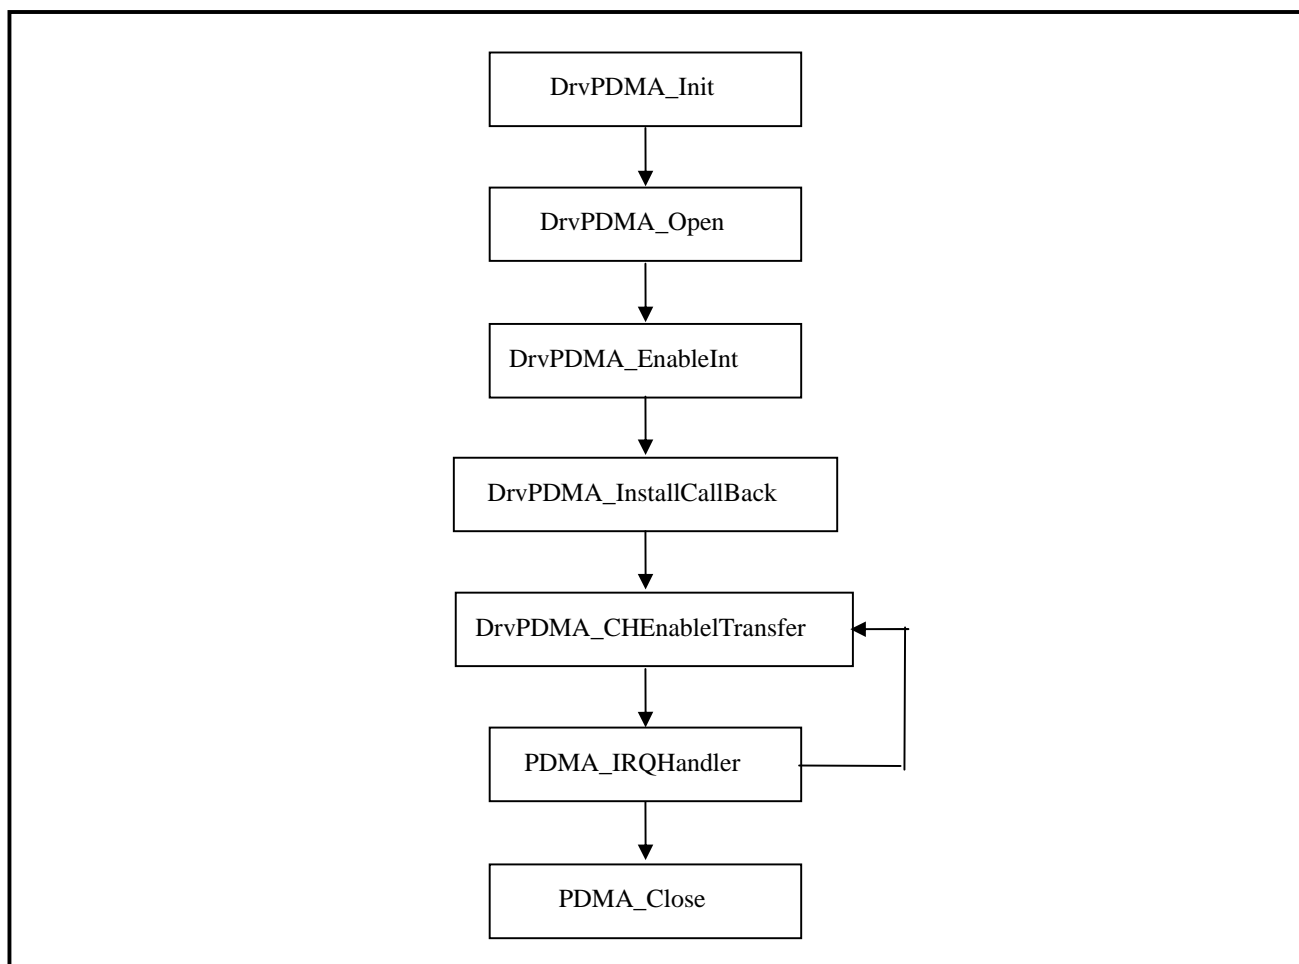 DrvPDMA_Init
DrvPDMA_Open
DrvPDMA_EnableInt
DrvPDMA_InstallCallBack
DrvPDMA_CHEnablelTransfer
PDMA_IRQHandler
PDMA_Close